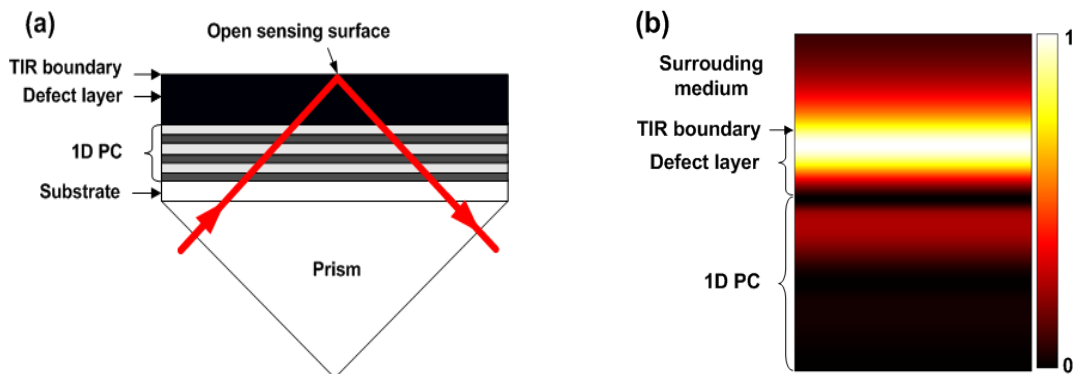 (a)
Open sensing surface
TIR boundary
Defect layer
1D PC
Substrate
Prism
(b)
1
Surrouding
medium
TIR boundary
Defect layer
1D PC
0